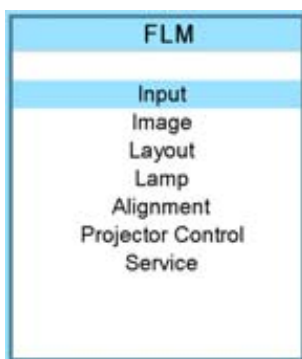 FLM
Input
Image
Layout
Lamp
Alignment
Projector Control
Service